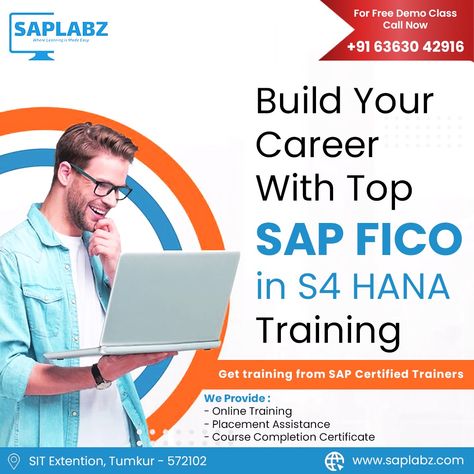 SAPLABZ
Where Learning is Made Easy
For Free Demo Class
Call Now
+91 63630 42916
Build Your
Career
With Top
SAP FICO
in S4 HANA
Training
Get training from SAP Certified Trainers
We Provide :
- Online Training
- Placement Assistance
- Course Completion Certificate
SIT Extention, Tumkur - 572102
www.saplabz.com